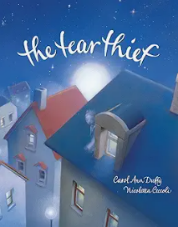 the tear thief
Carol Ann Duffy
Nicoletta Ceccoli